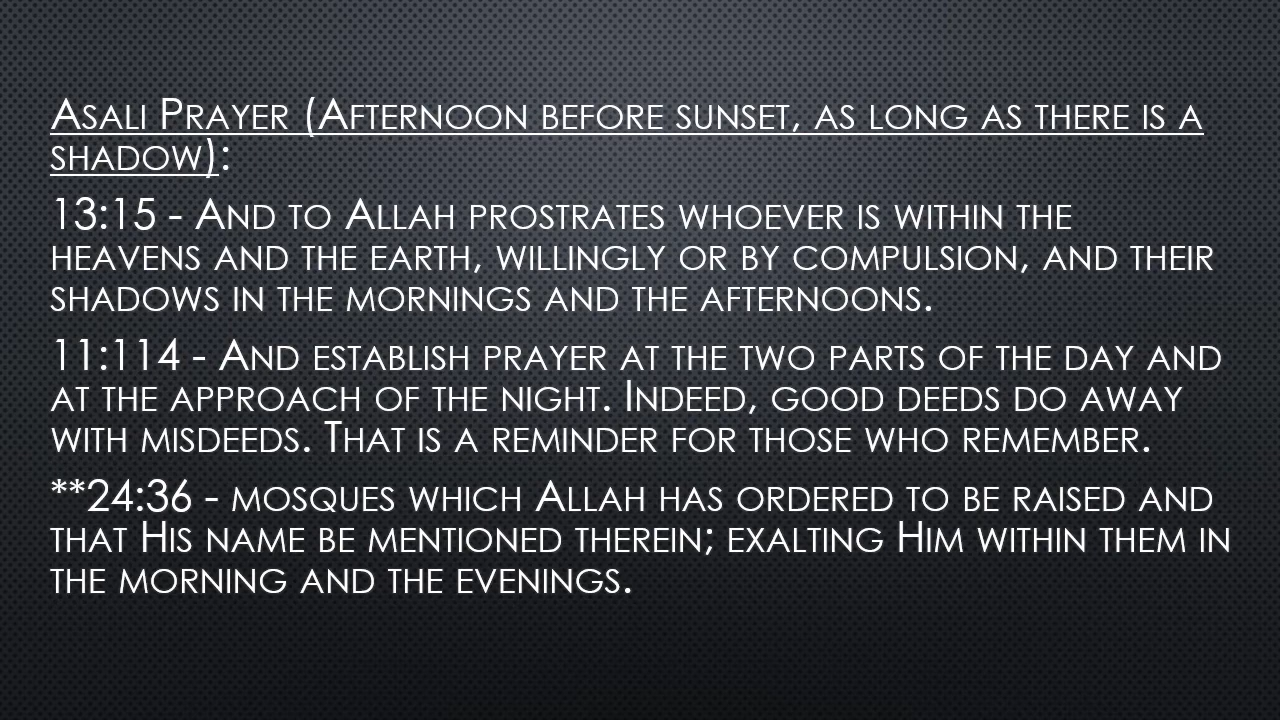 Asali Prayer (Afternoon before sunset, as long as there is a
shadow):
13:15 - And to Allah prostrates whoever is within the
heavens and the earth, willingly or by compulsion, and their
shadows in the mornings and the afternoons.
11:114 - And establish prayer at the two parts of the day and
at the approach of the night. Indeed, good deeds do away
with misdeeds. That is a reminder for those who remember.
**24:36 - mosques which Allah has ordered to be raised and
that His name be mentioned therein; exalting Him within them in
the morning and the evenings.